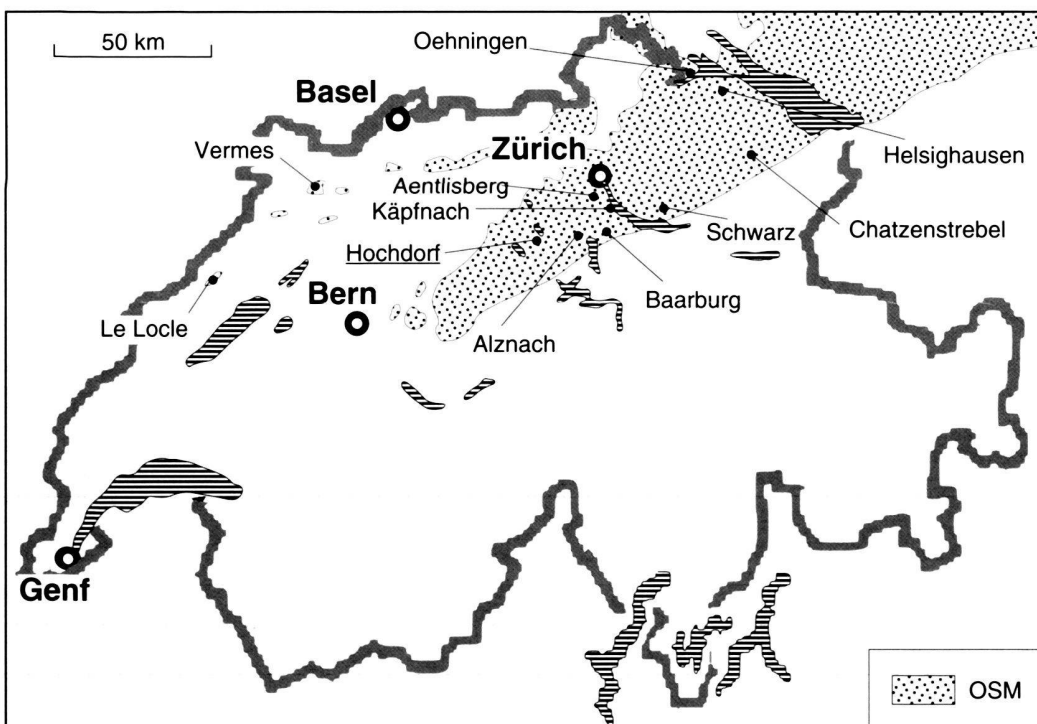 50 km
Oehningen
Basel
Vermes
Zürich
Helsighausen
Aentlisberg
Käpfnach
Schwarz
Chatzenstrebel
Hochdorf
Bern
Baarburg
Le Locle
Alznach
Genf
OSM